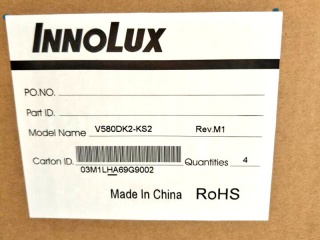 INNOLUX
PO.NO.
Part ID.
Model Name V580DK2-KS2 Rev.M1
Carton ID. Quantities 4
03M1LHA69G9002
Made In China RoHS